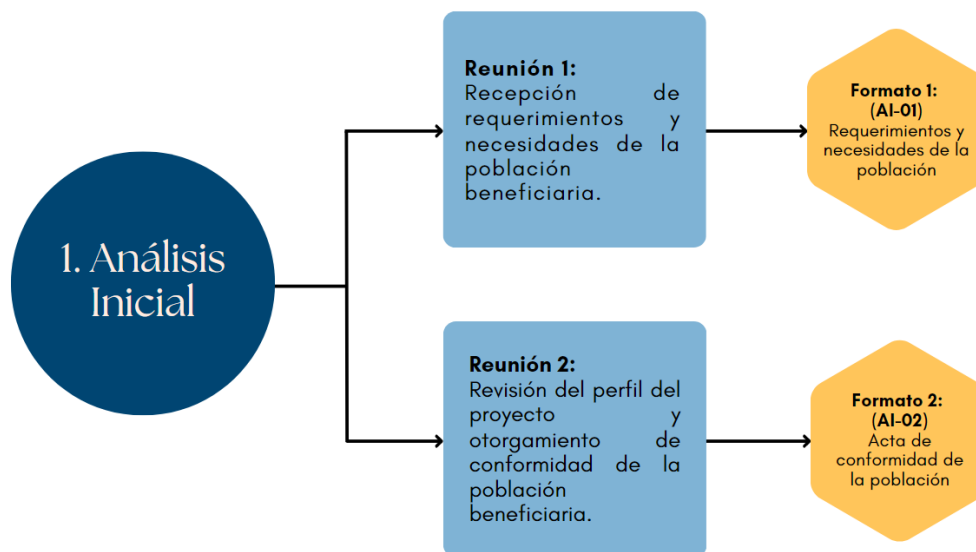 1. Análisis
Inicial
Reunión 1:
Recepción de
requerimientos y
necesidades de la
población
beneficiaria.
Formato 1:
(AI-01)
Requerimientos y
necesidades de la
población
Reunión 2:
Revisión del perfil del
proyecto y
otorgamiento de
conformidad de la
población
beneficiaria.
Formato 2:
(AI-02)
Acta de
conformidad de
la población